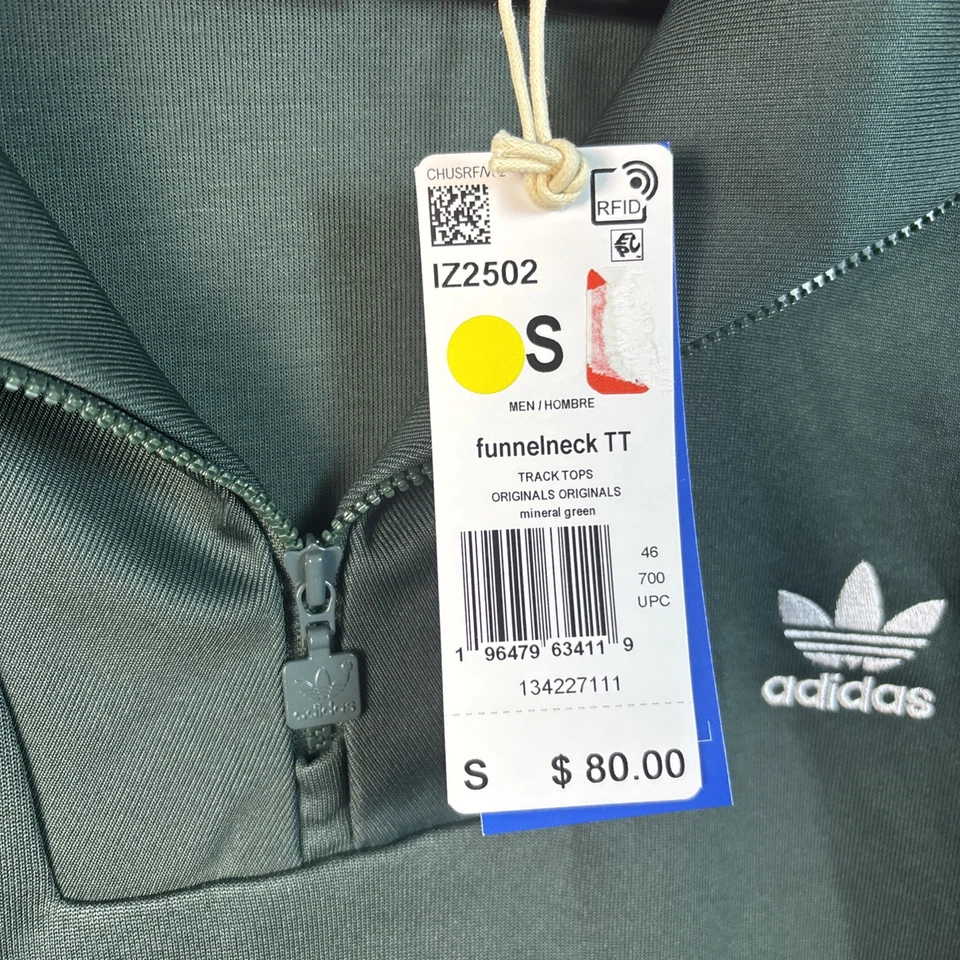 RFID
IZ2502
S
MEN / HOMBRE
funnelneck TT
TRACK TOPS
ORIGINALS ORIGINALS
mineral green
46
700
UPC
1 96479 63411 9
134227111
S $ 80.00
adidas
adidas